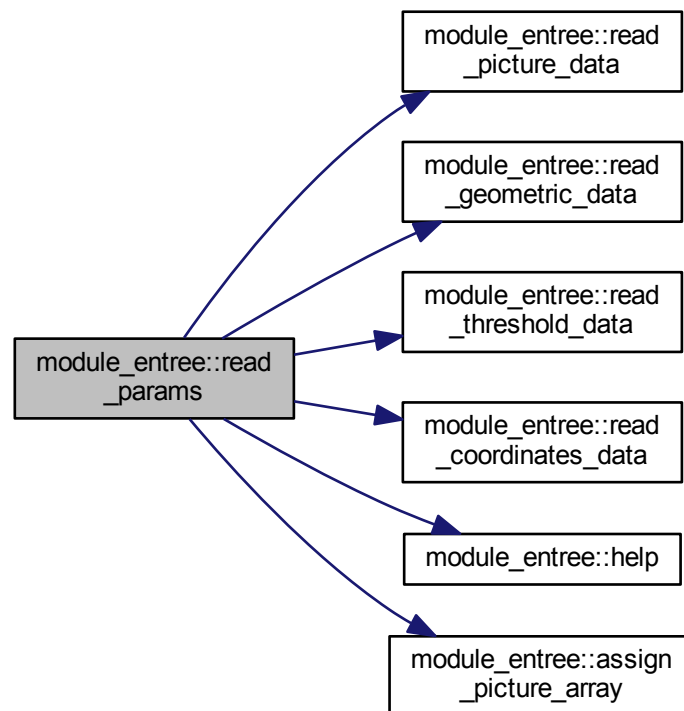 module_entree::read
_picture_data
module_entree::read
_geometric_data
module_entree::read
_threshold_data
module_entree::read
_params
module_entree::read
_coordinates_data
module_entree::help
module_entree::assign
_picture_array